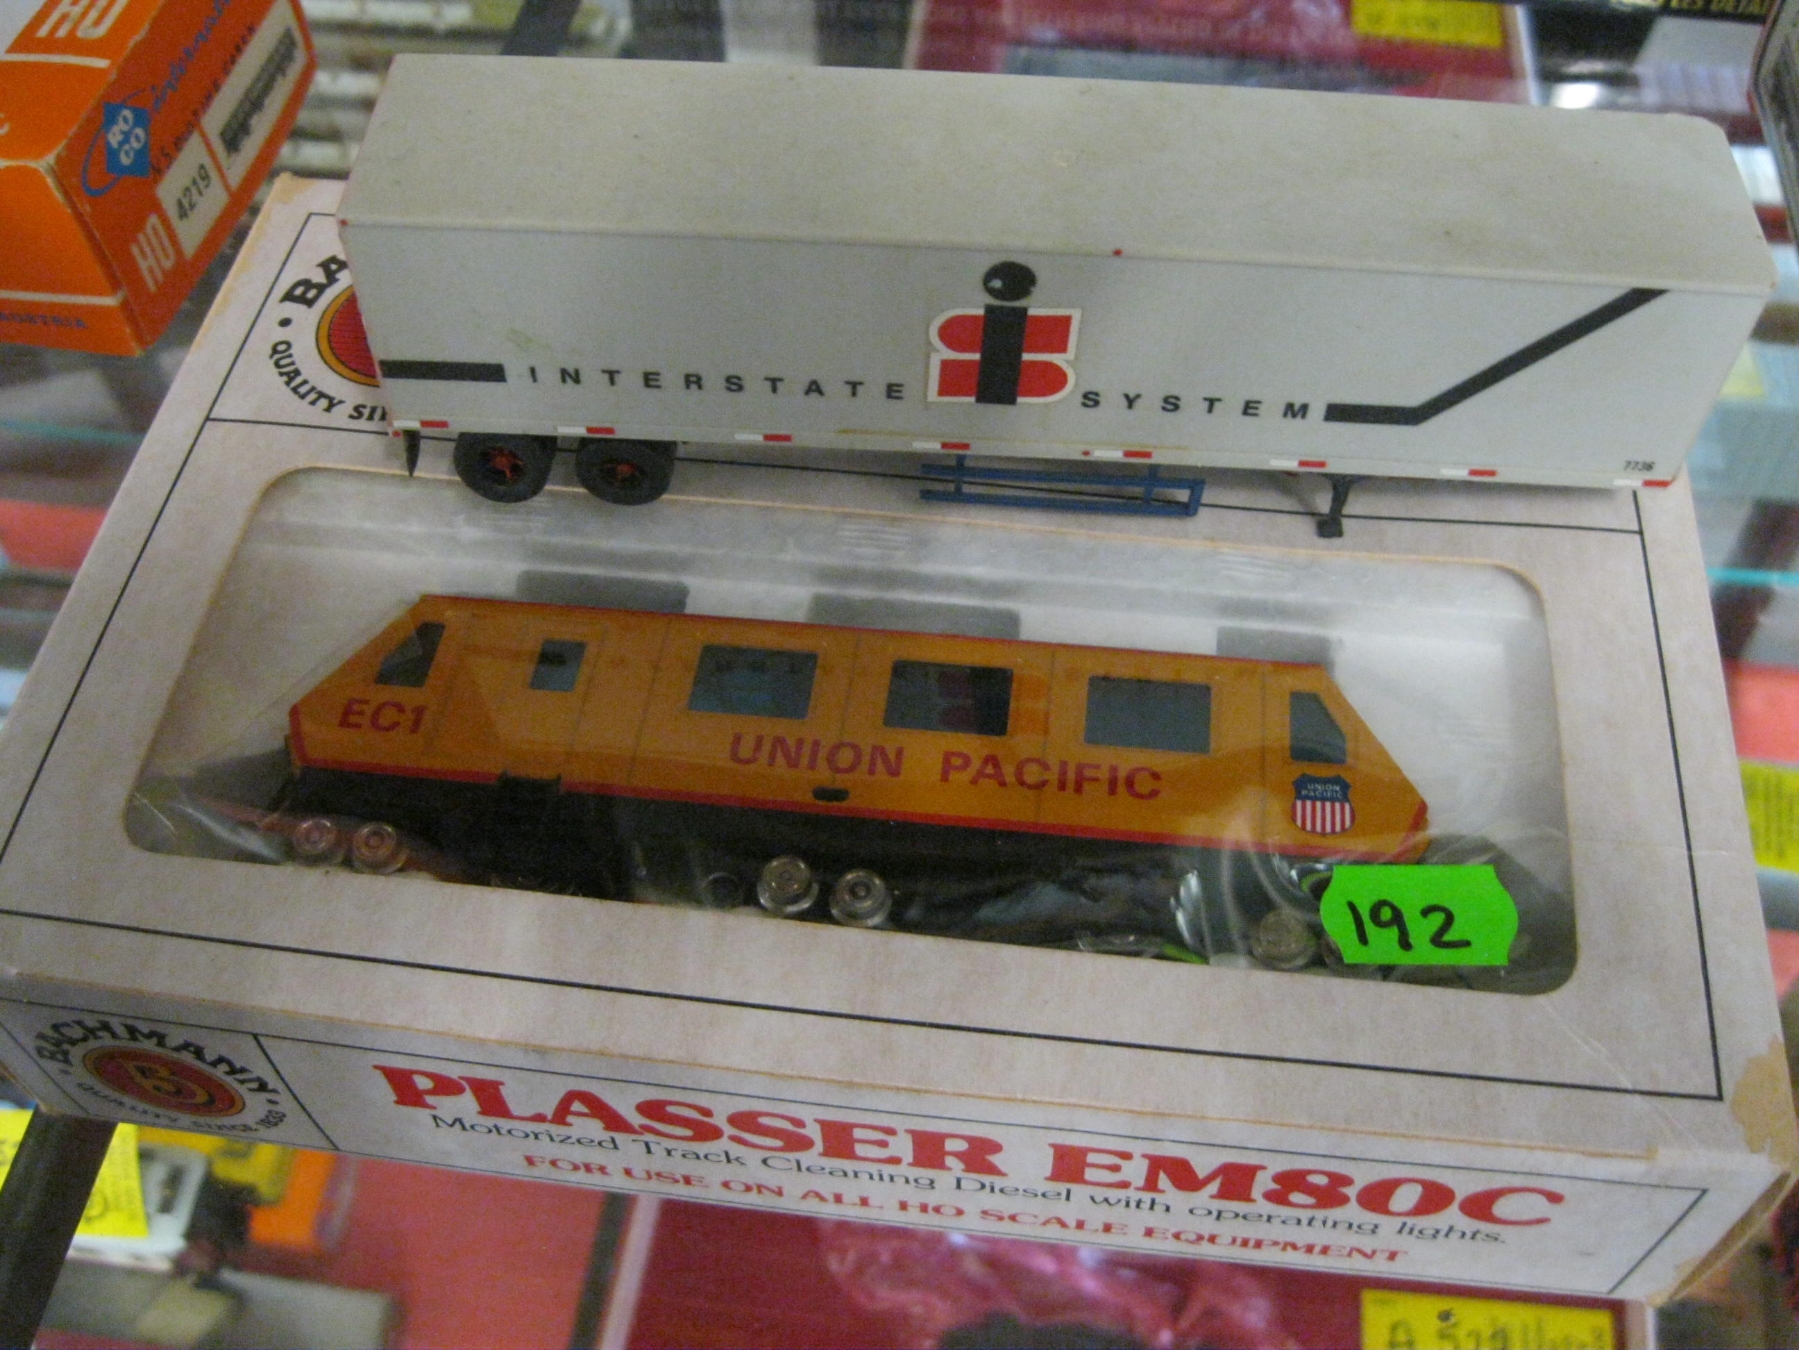 HO
ROCO
HO 4219
INTERSTATE iS SYSTEM
7736
QUALITY
EC1
UNION PACIFIC
UNION PACIFIC
192
BACHMANN
QUALITY SINCE 1833
PLASSER EM80C
Motorized Track Cleaning Diesel with operating lights.
FOR USE ON ALL HO SCALE EQUIPMENT